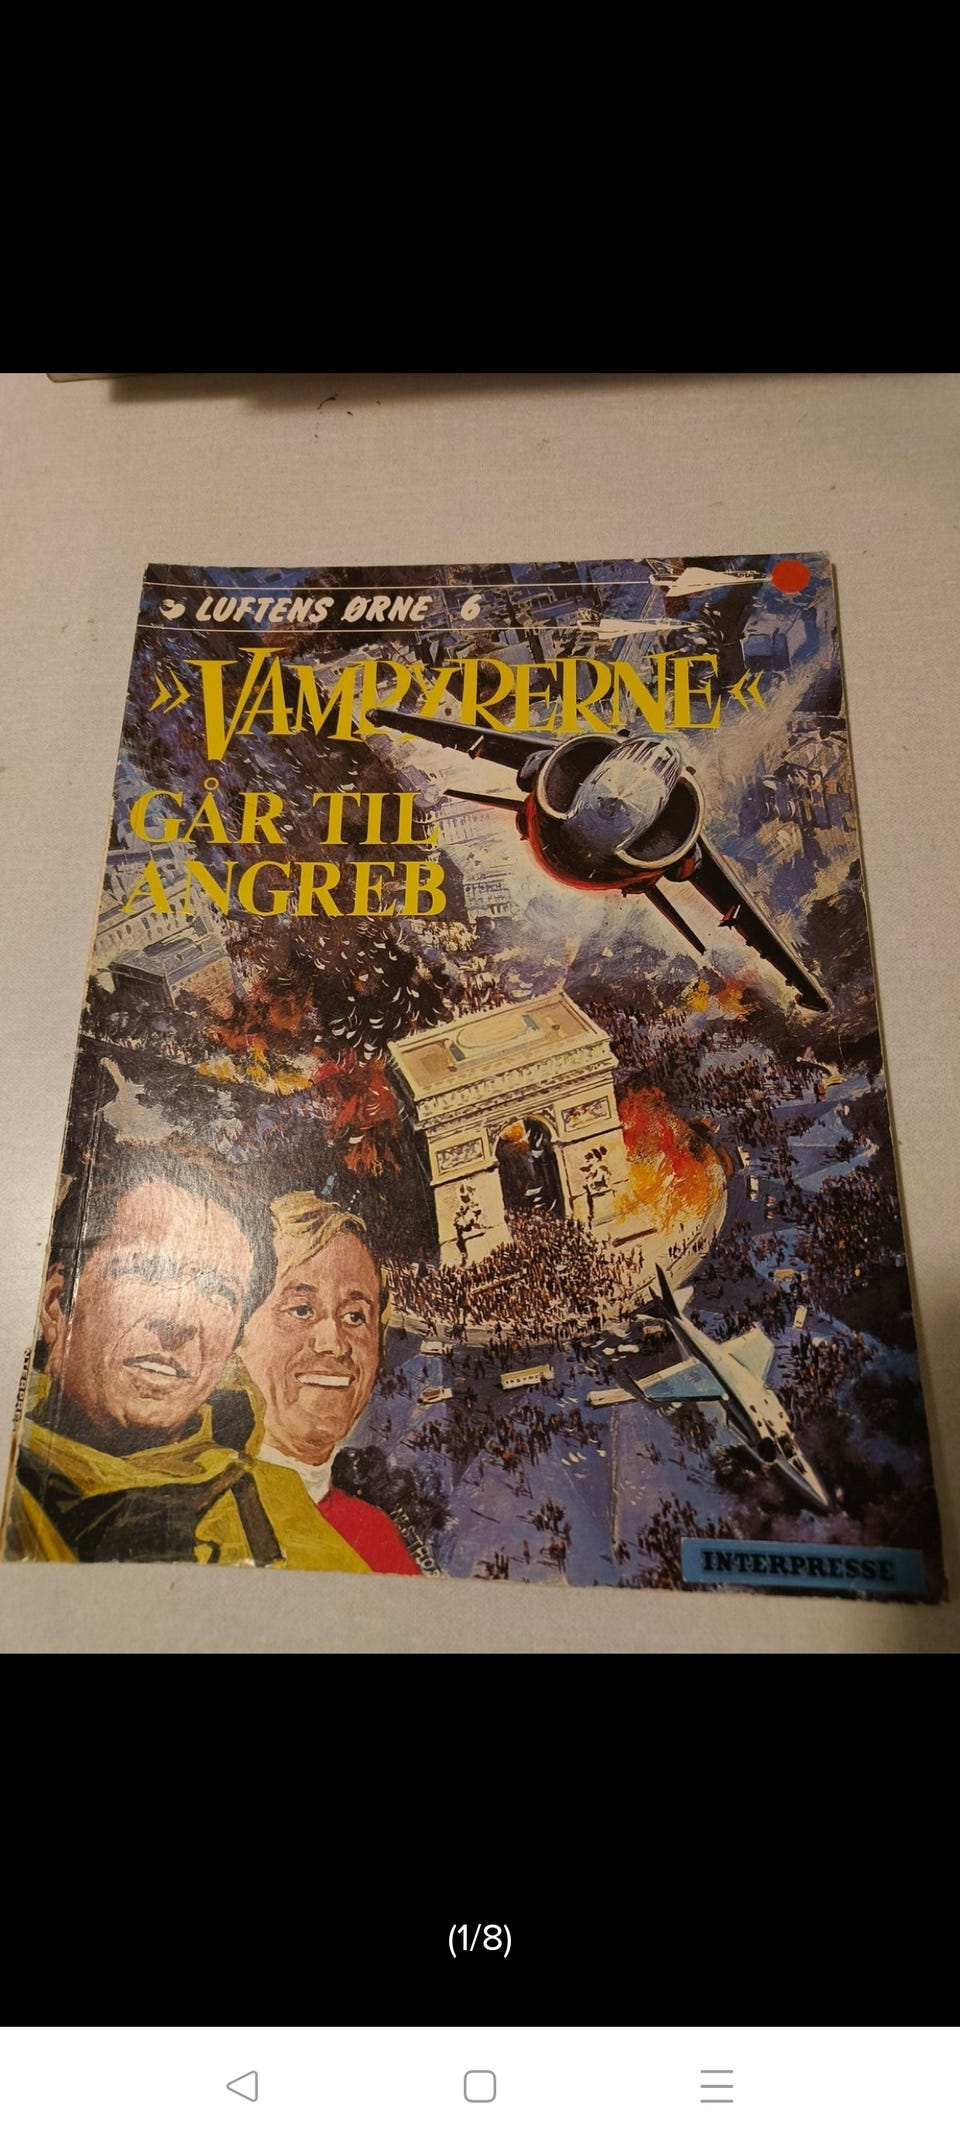 LUFTENS ØRNE 6
»VAMPYRERNE«
GÅR TIL
ANGREB
INTERPRESSE
(1/8)